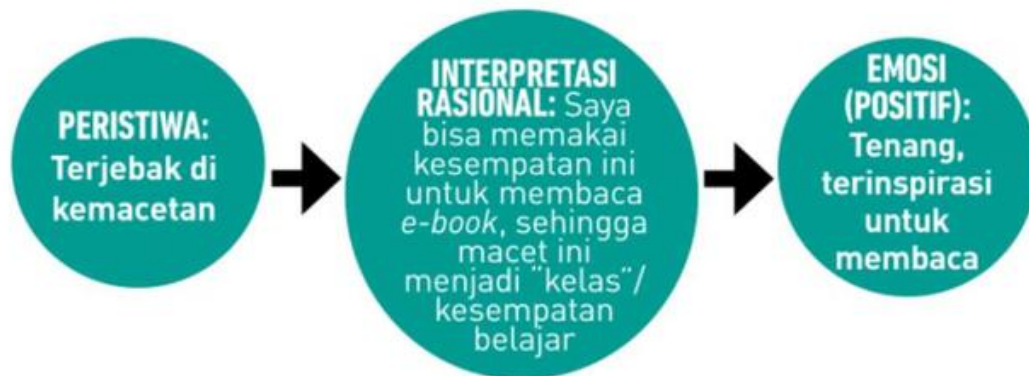 PERISTIWA:
Terjebak di
kemacetan
INTERPRETASI
RASIONAL: Saya
bisa memakai
kesempatan ini
untuk membaca
e-book, sehingga
macet ini
menjadi "kelas"/
kesempatan
belajar
EMOSI
(POSITIF):
Tenang,
terinspirasi
untuk
membaca